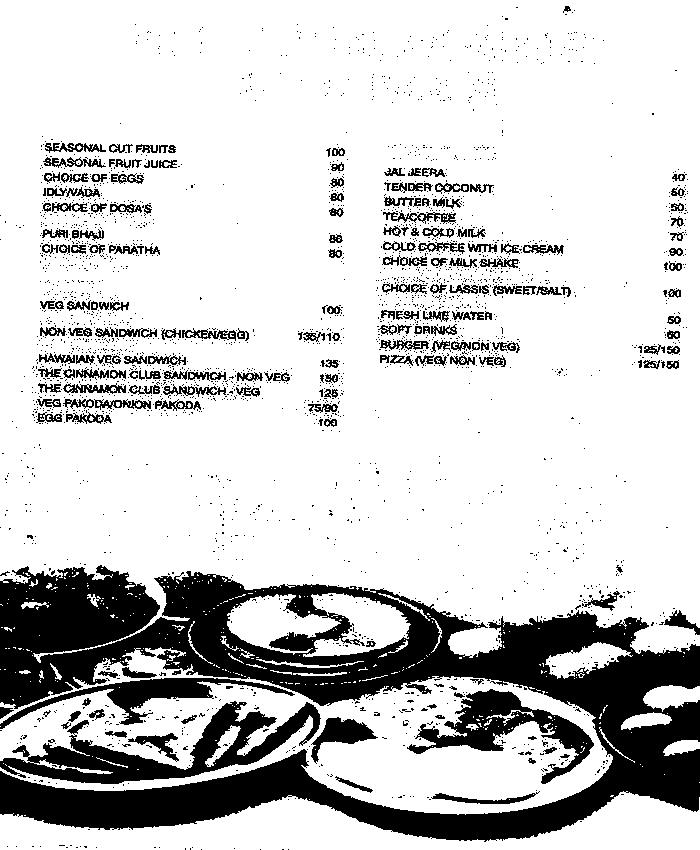 SEASONAL CUT FRUITS 100
SEASONAL FRUIT JUICE 90
CHOICE OF EGGS 80
IDLY/VADA 80
CHOICE OF DOSA'S 80
PURI BHAJI 80
CHOICE OF PARATHA 80
VEG SANDWICH 100
NON VEG SANDWICH (CHICKEN/EGG) 135/110
HAWAIIAN VEG SANDWICH 135
THE CINNAMON CLUB SANDWICH - NON VEG 150
THE CINNAMON CLUB SANDWICH - VEG 125
VEG PAKODA/ONION PAKODA 75/90
EGG PAKODA 100
JAL JEERA 40
TENDER COCONUT 50
BUTTER MILK 50
TEA/COFFEE 70
HOT & COLD MILK 70
COLD COFFEE WITH ICE-CREAM 90
CHOICE OF MILK SHAKE 100
CHOICE OF LASSIS (SWEET/SALT) 100
FRESH LIME WATER 50
SOFT DRINKS 60
BURGER (VEG/NON VEG) 125/150
PIZZA (VEG/ NON VEG) 125/150